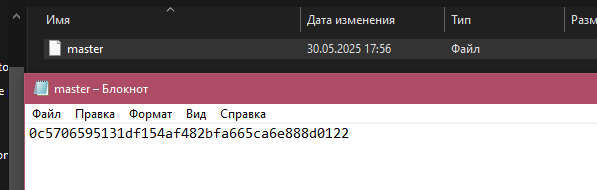 Имя Дата изменения Тип Разм
master 30.05.2025 17:56 Файл
master – Блокнот
Файл Правка Формат Вид Справка
0c5706595131df154af482bfa665ca6e888d0122